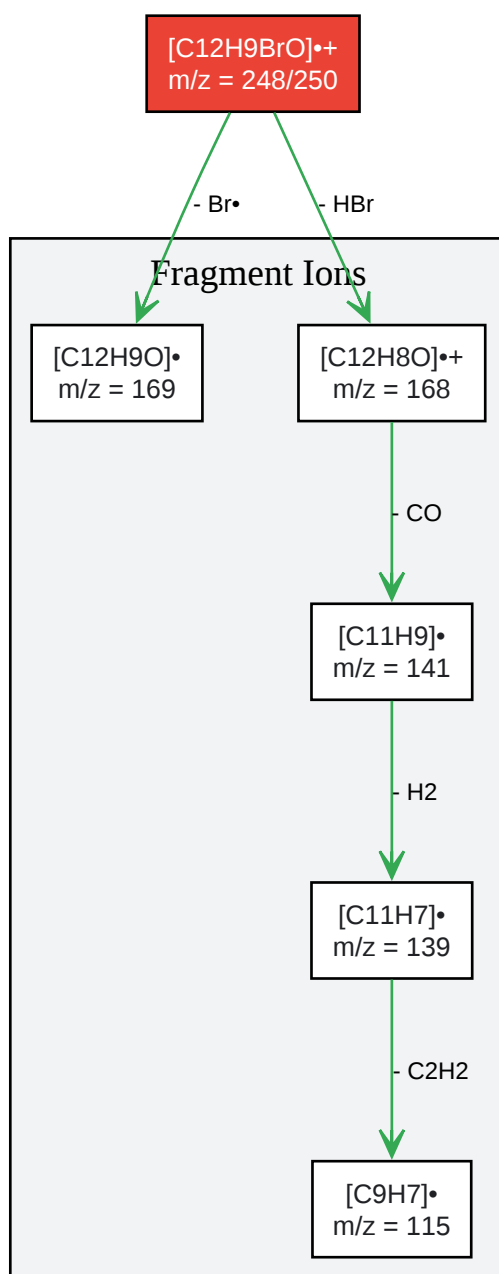 [C12H9BrO]•+
m/z = 248/250
- Br•
- HBr
Fragment Ions
[C12H9O]•
m/z = 169
[C12H8O]•+
m/z = 168
- CO
[C11H9]•
m/z = 141
- H2
[C11H7]•
m/z = 139
- C2H2
[C9H7]•
m/z = 115